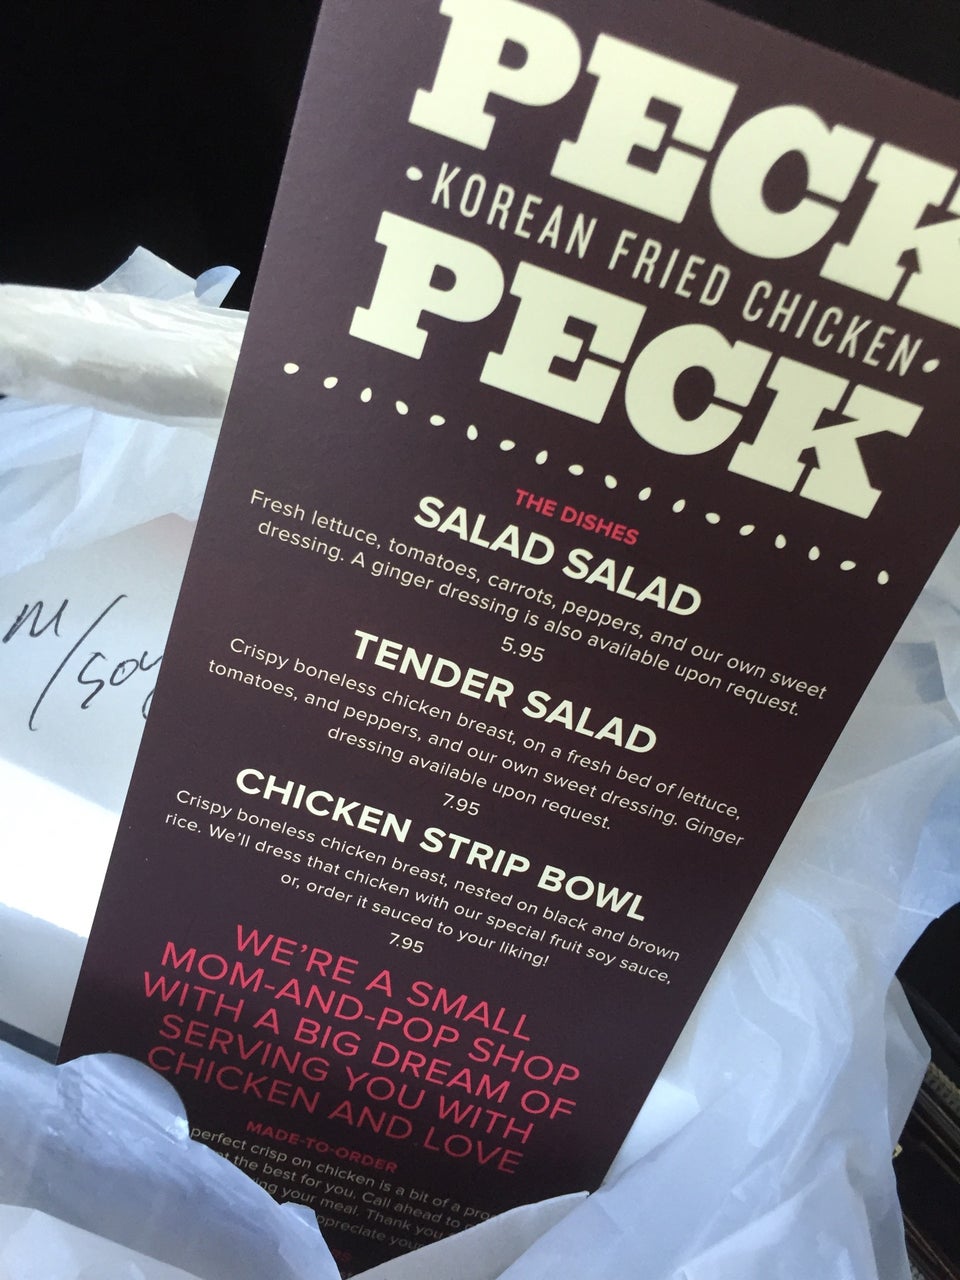 PECK
•KOREAN FRIED CHICKEN•
PECK
THE DISHES
SALAD SALAD
Fresh lettuce, tomatoes, carrots, peppers, and our own sweet
dressing. A ginger dressing is also available upon request.
5.95
TENDER SALAD
Crispy boneless chicken breast, on a fresh bed of lettuce,
tomatoes, and peppers, and our own sweet dressing. Ginger
dressing available upon request.
7.95
CHICKEN STRIP BOWL
Crispy boneless chicken breast, nested on black and brown
rice. We'll dress that chicken with our special fruit soy sauce,
or, order it sauced to your liking!
7.95
WE'RE A SMALL
MOM-AND-POP SHOP
WITH A BIG DREAM OF
SERVING YOU WITH
CHICKEN AND LOVE
MADE-TO-ORDER
perfect crisp on chicken is a bit of a
the best for you. Call ahead to
your meal. Thank you
M/soy